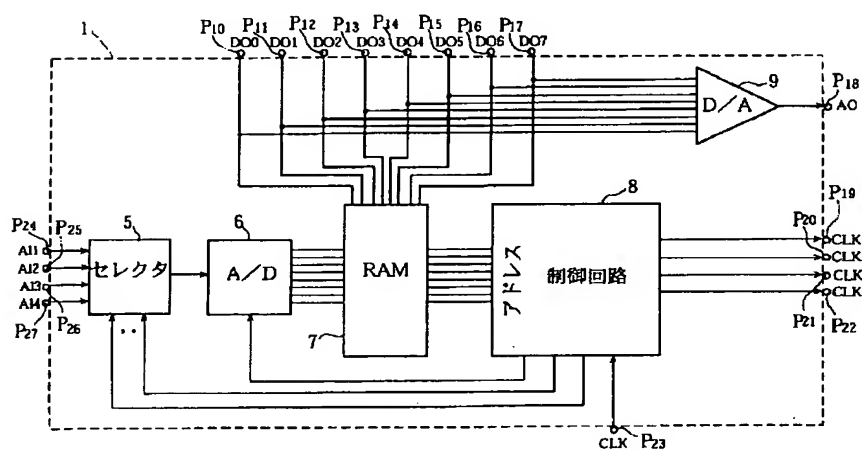 P10 P11 P12 P13 P14 P15 P16 P17
DO0 DO1 DO2 DO3 DO4 DO5 DO6 DO7
1
9
D/A
P18
AO
8
P19
P20
CLK
CLK
CLK
CLK
P21
P22
制御回路
アドレス
RAM
7
6
A/D
5
セレクタ
P24
P25
AI1
AI2
AI3
AI4
P26
P27
P23
CLK